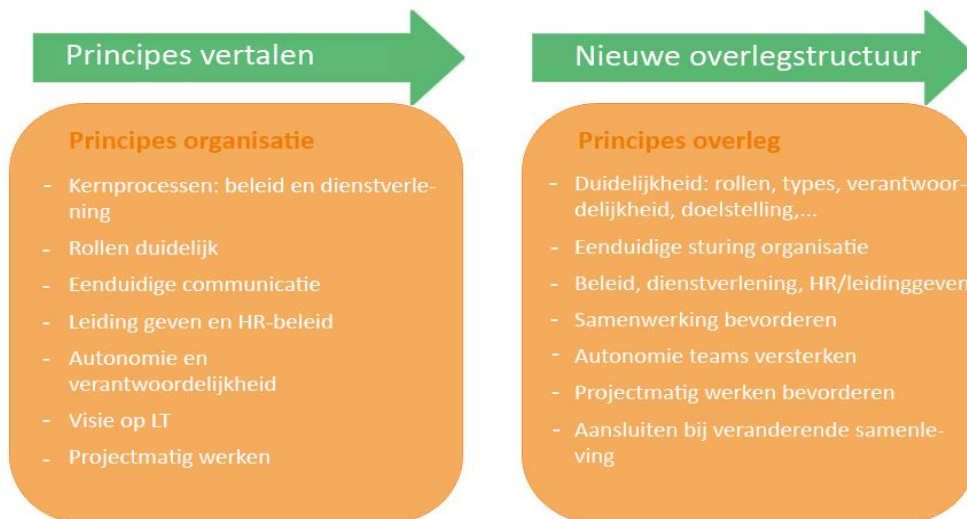 Principes vertalen
Principes organisatie
- Kernprocessen: beleid en dienstverle-
ning
- Rollen duidelijk
- Eenduidige communicatie
- Leiding geven en HR-beleid
- Autonomie en
verantwoordelijkheid
- Visie op LT
- Projectmatig werken
Nieuwe overlegstructuur
Principes overleg
- Duidelijkheid: rollen, types, verantwoor-
delijkheid, doelstelling,...
- Eenduidige sturing organisatie
- Beleid, dienstverlening, HR/leidinggeven
- Samenwerking bevorderen
- Autonomie teams versterken
- Projectmatig werken bevorderen
- Aansluiten bij veranderende samenle-
ving